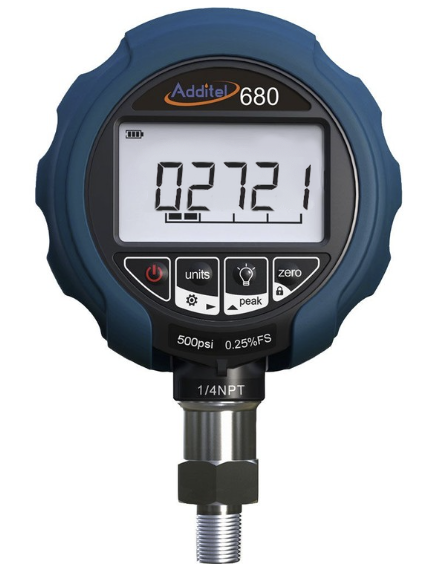 Additel 680
02721
units zero
peak
500psi 0.25%FS
1/4NPT